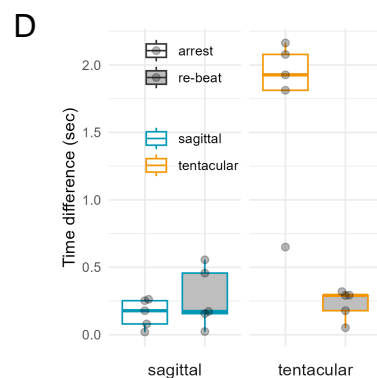 D
arrest
re-beat
sagittal
tentacular
Time difference (sec)
2.0
1.5
1.0
0.5
0.0
sagittal
tentacular